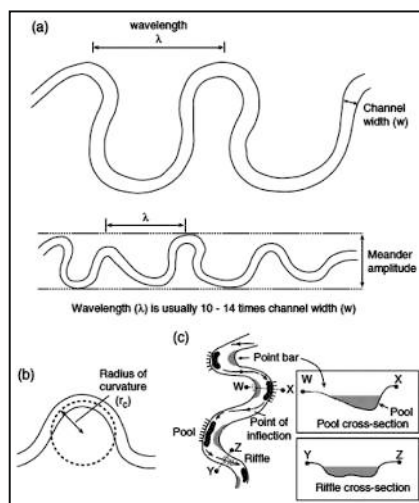 (a)
wavelength
λ
Channel
width (w)
λ
Meander
amplitude
Wavelength (λ) is usually 10 - 14 times channel width (w)
(b)
Radius of
curvature
(rc)
(c)
Point bar
W
X
Point of
inflection
Pool
Z
Y
Riffle
W
X
Pool
Pool cross-section
Y
Z
Riffle cross-section